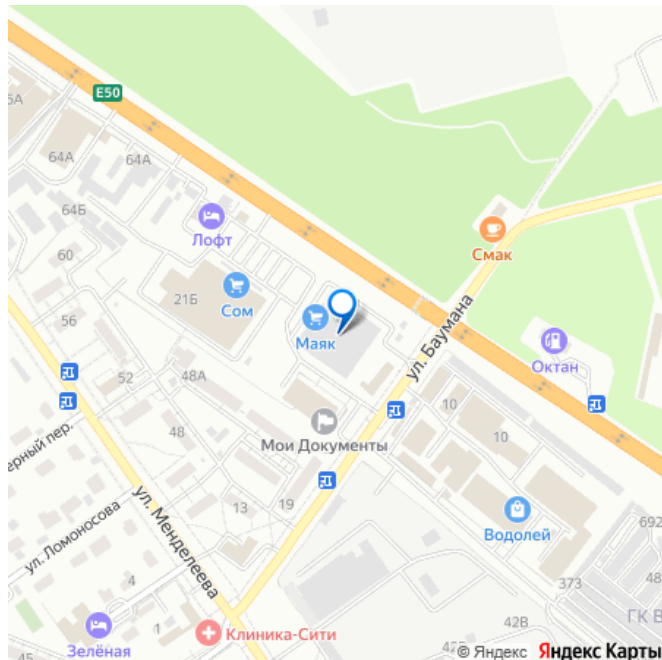 E50
5А
64А
64А
64Б
Лофт
60
Смак
21Б
Сом
56
Маяк
ул. Баумана
Октан
52
48А
10
48
Мои Документы
10
ерный пер.
13
19
ул. Менделеева
Водолей
692
ул. Ломоносова
4
373
48
ГК В
Зелёная
1
Клиника-Сити
42В
© Яндекс Яндекс Карты